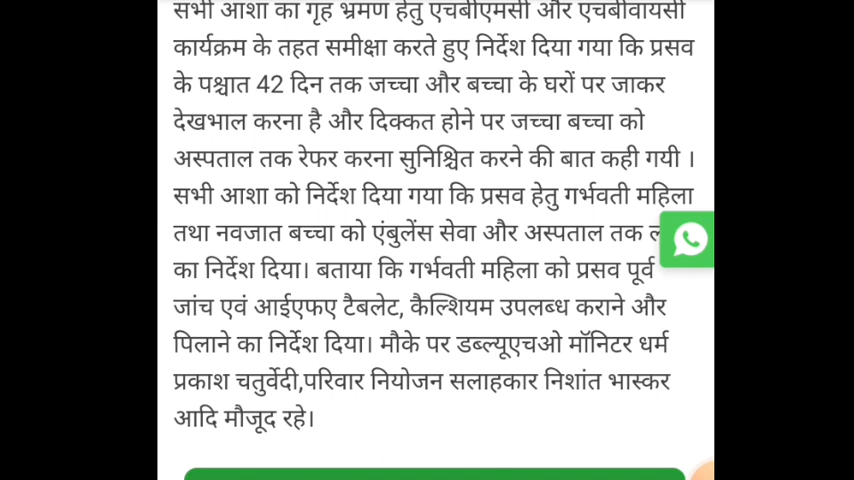 सभी आशा का गृह भ्रमण हेतु एचबीएमसी और एचबीवायसी
कार्यक्रम के तहत समीक्षा करते हुए निर्देश दिया गया कि प्रसव
के पश्चात 42 दिन तक जच्चा और बच्चा के घरों पर जाकर
देखभाल करना है और दिक्कत होने पर जच्चा बच्चा को
अस्पताल तक रेफर करना सुनिश्चित करने की बात कही गयी ।
सभी आशा को निर्देश दिया गया कि प्रसव हेतु गर्भवती महिला
तथा नवजात बच्चा को एंबुलेंस सेवा और अस्पताल तक
का निर्देश दिया। बताया कि गर्भवती महिला को प्रसव पूर्व
जांच एवं आईएफए टैबलेट, कैल्शियम उपलब्ध कराने और
पिलाने का निर्देश दिया। मौके पर डब्ल्यूएचओ मॉनिटर धर्म
प्रकाश चतुर्वेदी,परिवार नियोजन सलाहकार निशांत भास्कर
आदि मौजूद रहे।